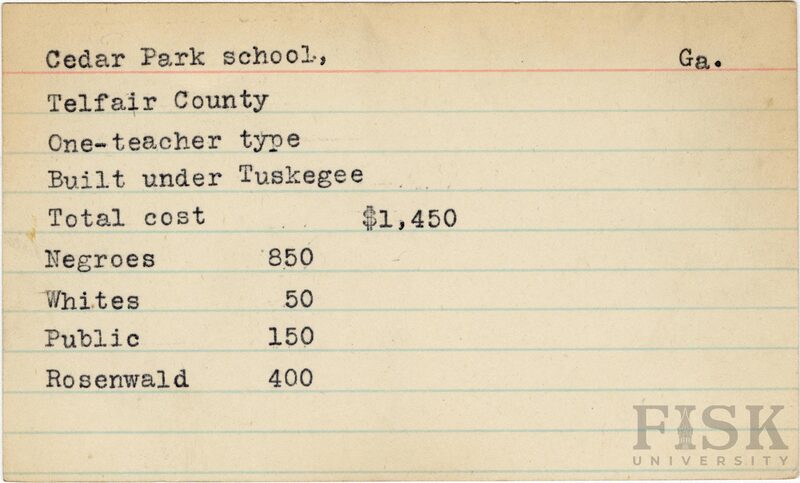 Cedar Park school, Ga.
Telfair County
One-teacher type
Built under Tuskegee
Total cost $1,450
Negroes 850
Whites 50
Public 150
Rosenwald 400
FISK
UNIVERSITY